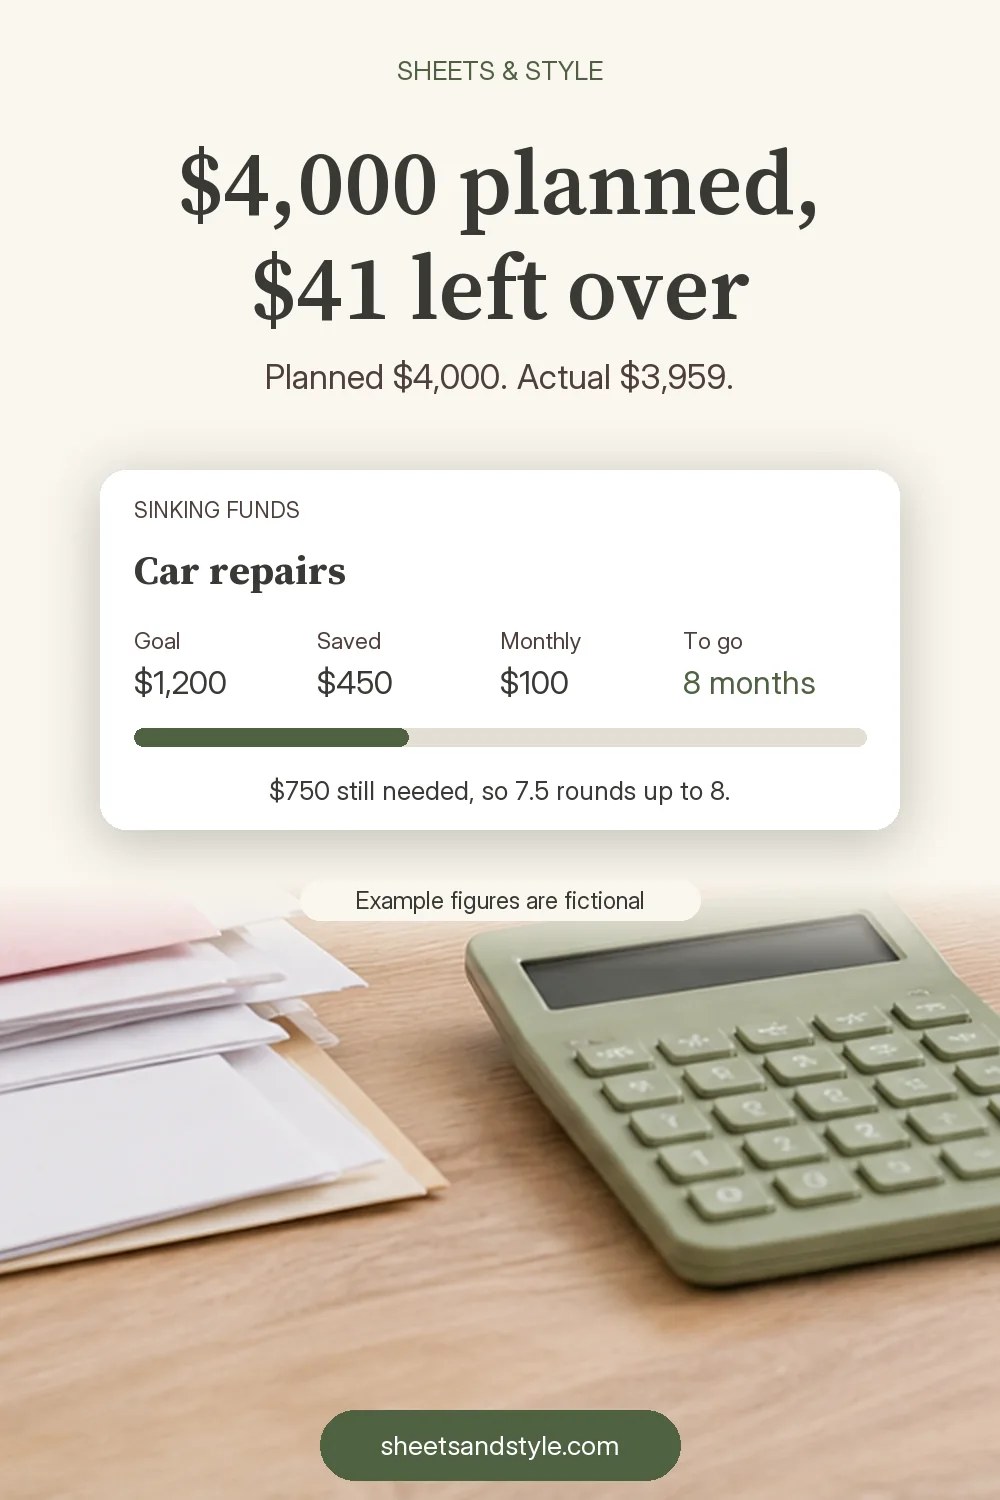 SHEETS & STYLE
$4,000 planned,
$41 left over
Planned $4,000. Actual $3,959.
SINKING FUNDS
Car repairs
Goal Saved Monthly To go
$1,200 $450 $100 8 months
$750 still needed, so 7.5 rounds up to 8.
Example figures are fictional
sheetsandstyle.com